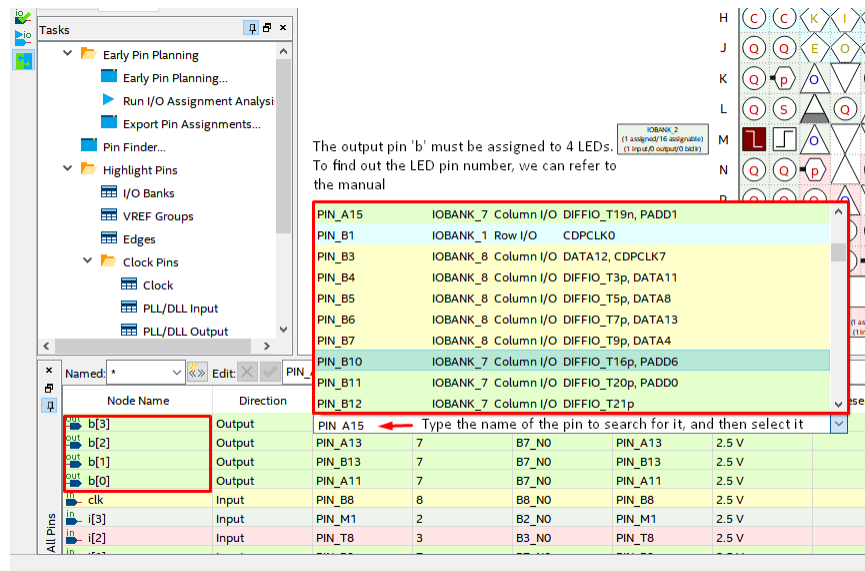 Tasks
Early Pin Planning
Early Pin Planning...
Run I/O Assignment Analysi
Export Pin Assignments...
Pin Finder...
Highlight Pins
I/O Banks
VREF Groups
Edges
Clock Pins
Clock
PLL/DLL Input
PLL/DLL Output
The output pin 'b' must be assigned to 4 LEDs.
To find out the LED pin number, we can refer to
the manual
IOBANK_2
(1 assigned/16 assignable)
(1 input/0 output/0 bidir)
H C C K I
J Q Q E O
K Q p O
L Q S Q
M O
N Q Q p
PIN_A15 IOBANK_7 Column I/O DIFFIO_T19n, PADD1
PIN_B1 IOBANK_1 Row I/O CDPCLK0
PIN_B3 IOBANK_8 Column I/O DATA12, CDPCLK7
PIN_B4 IOBANK_8 Column I/O DIFFIO_T3p, DATA11
PIN_B5 IOBANK_8 Column I/O DIFFIO_T5p, DATA8
PIN_B6 IOBANK_8 Column I/O DIFFIO_T7p, DATA13
PIN_B7 IOBANK_8 Column I/O DIFFIO_T9p, DATA4
PIN_B10 IOBANK_7 Column I/O DIFFIO_T16p, PADD6
PIN_B11 IOBANK_7 Column I/O DIFFIO_T20p, PADD0
PIN_B12 IOBANK_7 Column I/O DIFFIO_T21p
Named: * Edit: PIN_
Node Name Direction
b[3] Output PIN_A15 Type the name of the pin to search for it, and then select it
b[2] Output PIN_A13 7 B7_N0 PIN_A13 2.5 V
b[1] Output PIN_B13 7 B7_N0 PIN_B13 2.5 V
b[0] Output PIN_A11 7 B7_N0 PIN_A11 2.5 V
clk Input PIN_B8 8 B8_N0 PIN_B8 2.5 V
i[3] Input PIN_M1 2 B2_N0 PIN_M1 2.5 V
i[2] Input PIN_T8 3 B3_N0 PIN_T8 2.5 V
All Pins